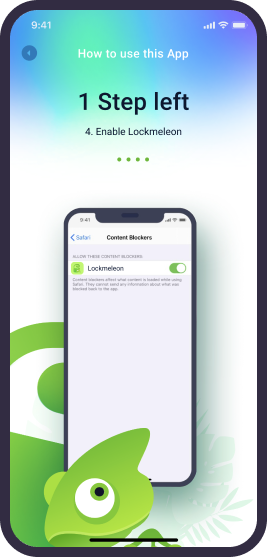 9:41
How to use this App
1 Step left
4. Enable Lockmeleon
9:41
Safari
Content Blockers
ALLOW THESE CONTENT BLOCKERS:
Lockmeleon
Content blockers affect what content is loaded while using
Safari. They cannot send any information about what was
blocked back to the app.